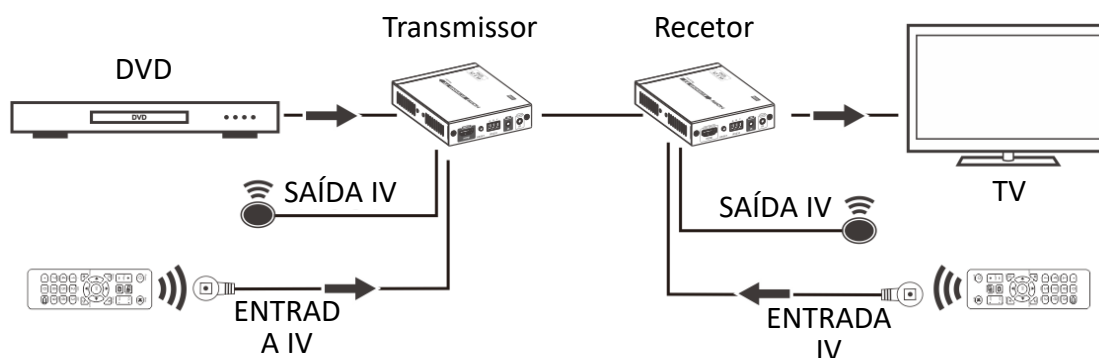 Transmissor
Recetor
DVD
DVD
SAÍDA IV
SAÍDA IV
TV
ENTRAD
A IV
ENTRADA
IV